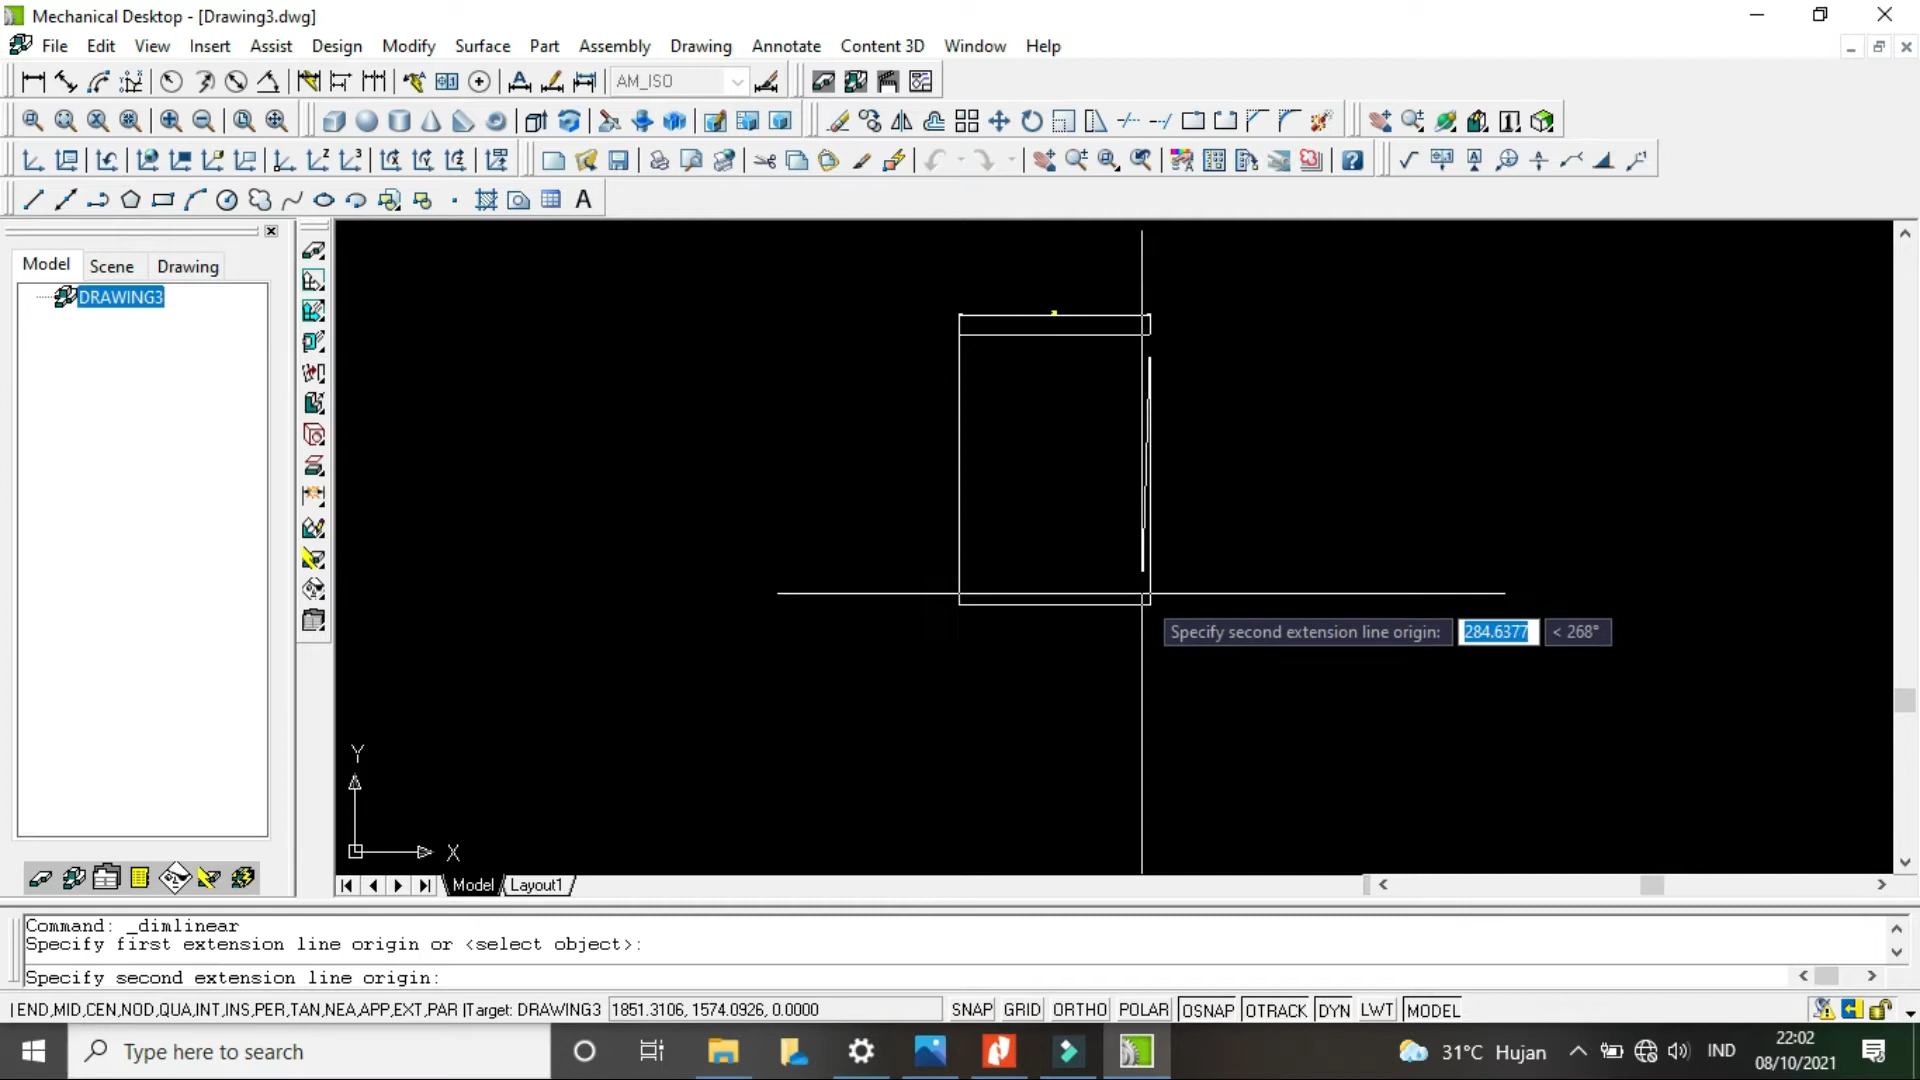 Mechanical Desktop - [Drawing3.dwg]
File Edit View Insert Assist Design Modify Surface Part Assembly Drawing Annotate Content 3D Window Help
AM_ISO
Model Scene Drawing
DRAWING3
Specify second extension line origin: 284.6377 < 268°
Y
X
Model Layout1
Command: _dimlinear
Specify first extension line origin or <select object>:
Specify second extension line origin:
|END,MID,CEN,NOD,QUA,INT,INS,PER,TAN,NEA,APP,EXT,PAR |Target: DRAWING3 1851.3106, 1574.0926, 0.0000 SNAP GRID ORTHO POLAR OSNAP OTRACK DYN LWT MODEL
Type here to search
31°C Hujan
IND
22:02
08/10/2021